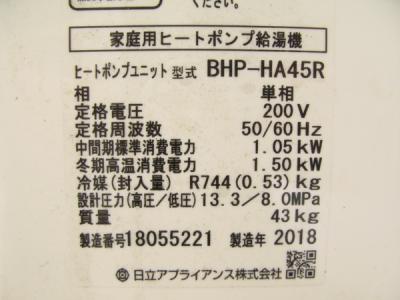 ください。
家庭用ヒートポンプ給湯機
ヒートポンプユニット 型式 BHP-HA45R
相 単相
定格電圧 200V
定格周波数 50/60Hz
中間期標準消費電力 1.05kW
冬期高温消費電力 1.50kW
冷媒(封入量) R744(0.53)kg
設計圧力(高圧/低圧)13.3/8.0MPa
質量 43kg
製造番号18055221 製造年 2018
日立アプライアンス株式会社